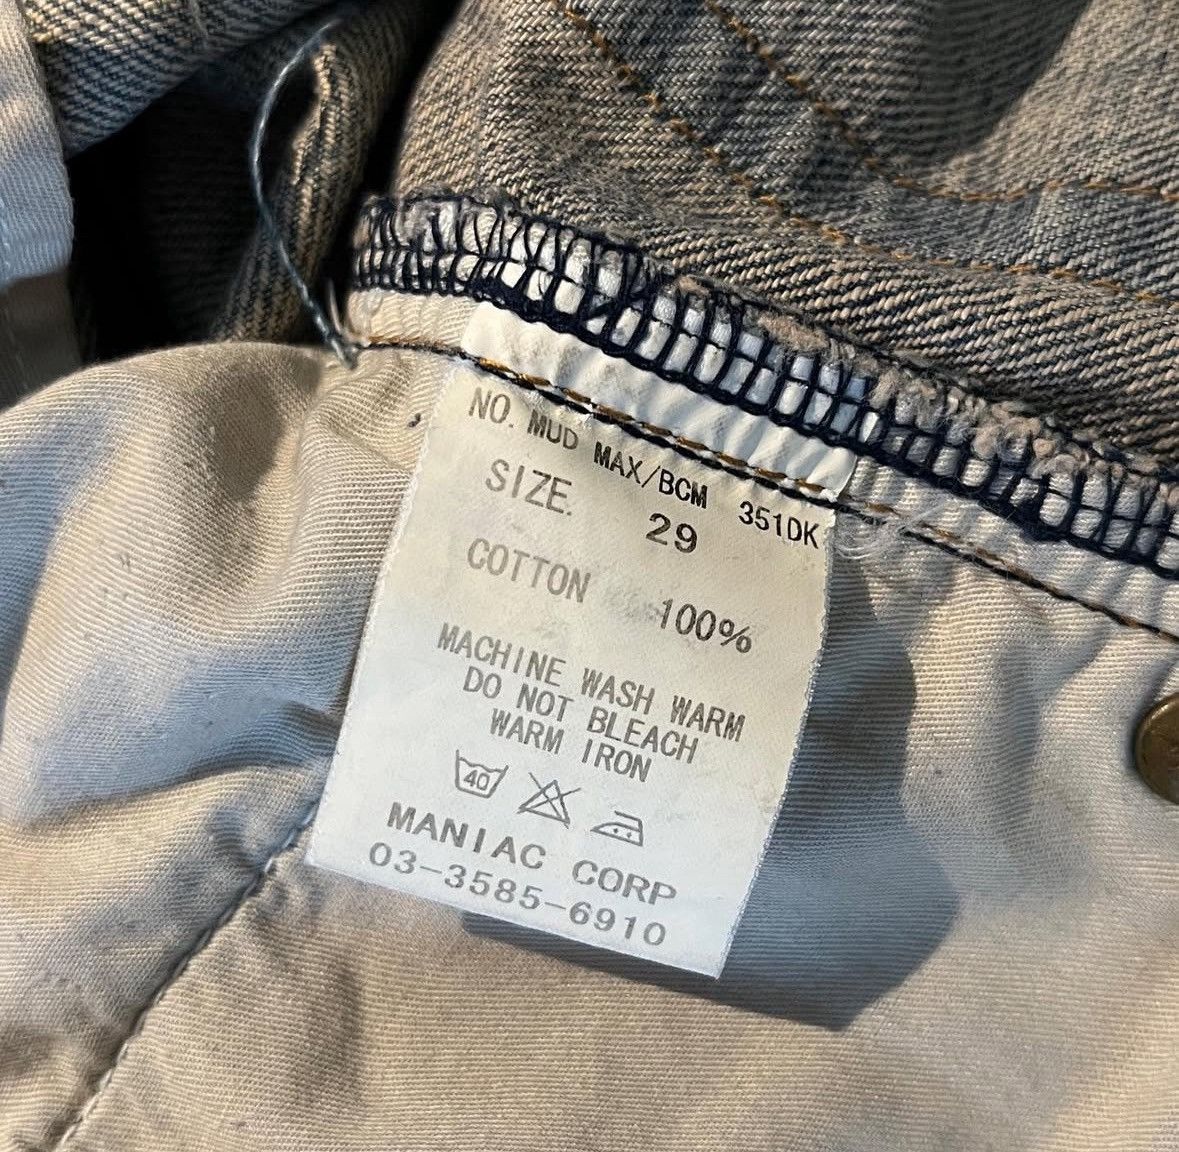 NO. MUD MAX/BCM 351DK
SIZE. 29
COTTON 100%
MACHINE WASH WARM
DO NOT BLEACH
WARM IRON
40
MANIAC CORP
03-3585-6910